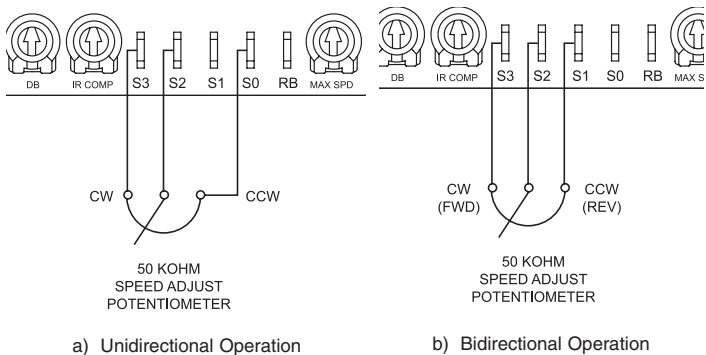 DB IR COMP S3 S2 S1 S0 RB MAX SPD
CW CCW
50 KOHM
SPEED ADJUST
POTENTIOMETER
a) Unidirectional Operation
DB IR COMP S3 S2 S1 S0 RB MAX
CW
(FWD)
CCW
(REV)
50 KOHM
SPEED ADJUST
POTENTIOMETER
b) Bidirectional Operation